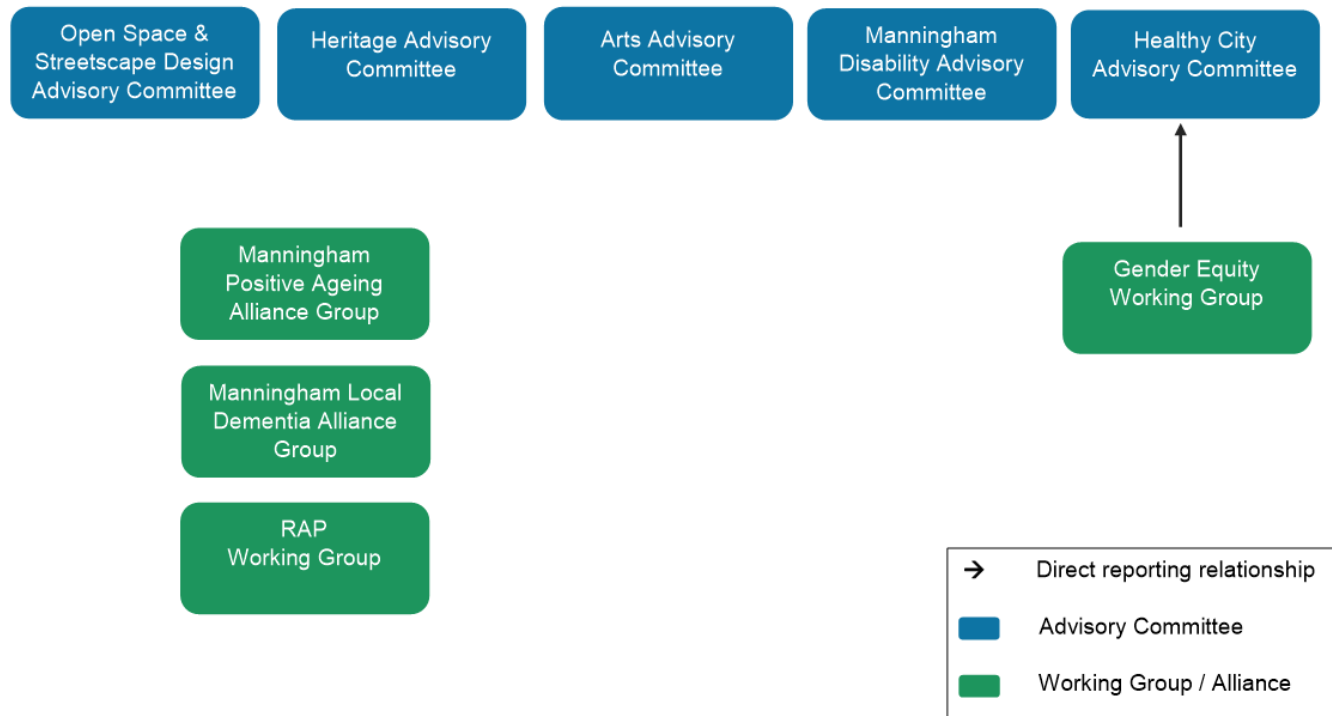 Open Space &
Streetscape Design
Advisory Committee
Heritage Advisory
Committee
Arts Advisory
Committee
Manningham
Disability Advisory
Committee
Healthy City
Advisory Committee
Manningham
Positive Ageing
Alliance Group
Gender Equity
Working Group
Manningham Local
Dementia Alliance
Group
RAP
Working Group
Direct reporting relationship
Advisory Committee
Working Group / Alliance